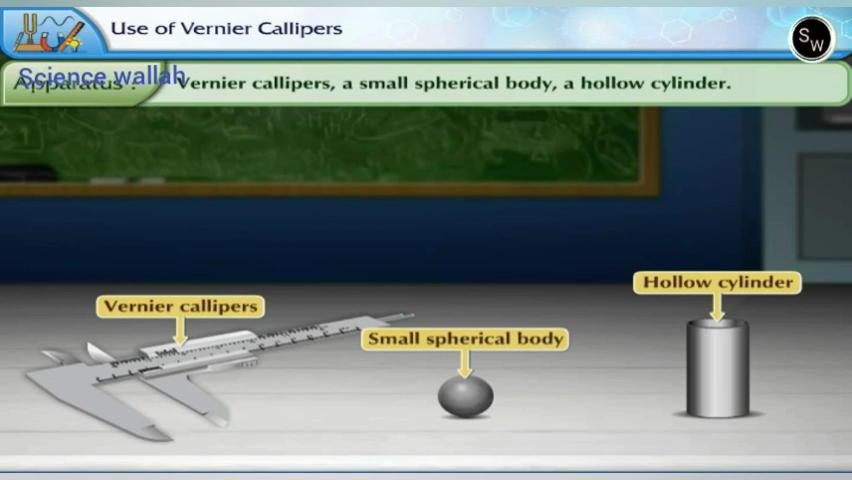 Use of Vernier Callipers
SW
Science wallah
Apparatus :
Vernier callipers, a small spherical body, a hollow cylinder.
Hollow cylinder
Vernier callipers
Small spherical body